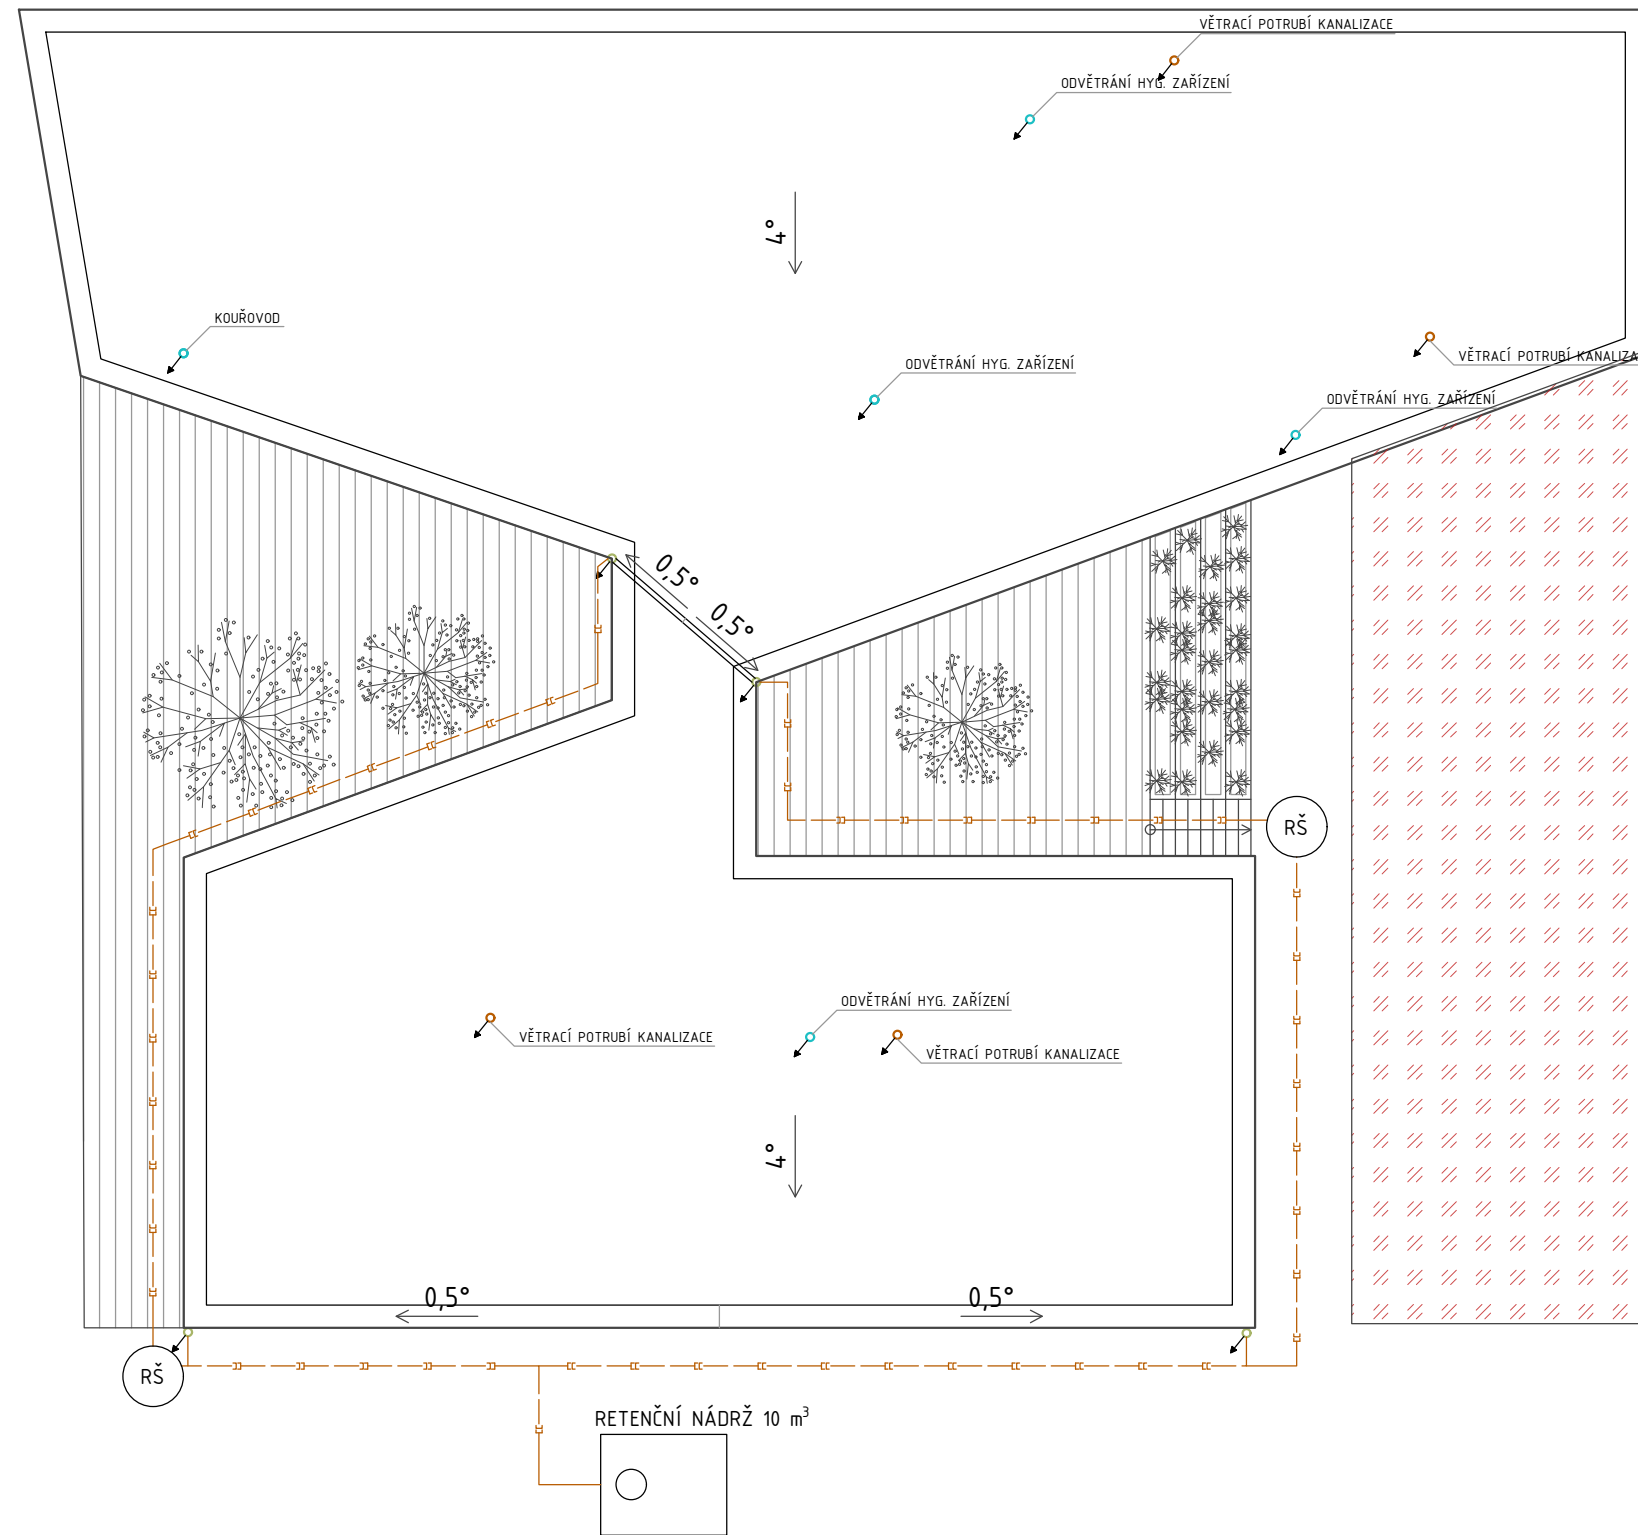 VĚTRACÍ POTRUBÍ KANALIZACE
ODVĚTRÁNÍ HYG. ZAŘÍZENÍ
4°
KOUŘOVOD
VĚTRACÍ POTRUBÍ KANALIZA
ODVĚTRÁNÍ HYG. ZAŘÍZENÍ
ODVĚTRÁNÍ HYG. ZAŘÍZENÍ
0,5°
0,5°
RŠ
ODVĚTRÁNÍ HYG. ZAŘÍZENÍ
VĚTRACÍ POTRUBÍ KANALIZACE
VĚTRACÍ POTRUBÍ KANALIZACE
4°
0,5°
0,5°
RŠ
RETENČNÍ NÁDRŽ 10 m³